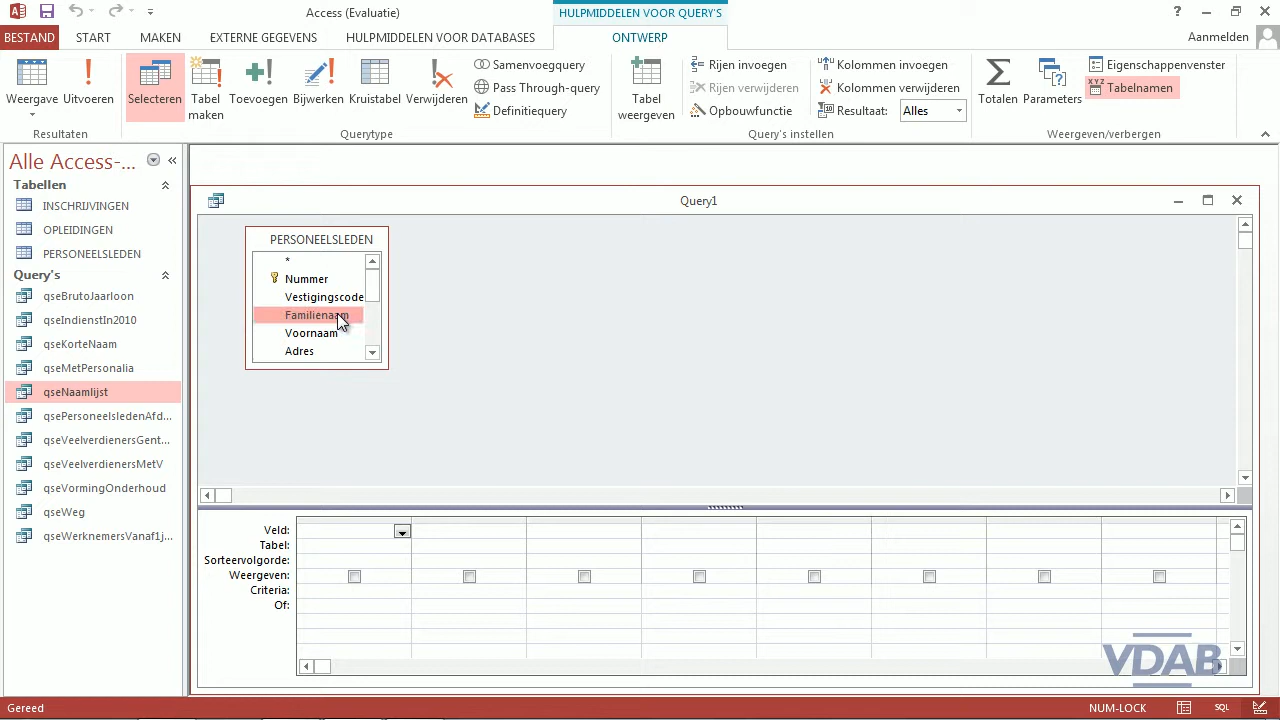 Access (Evaluatie)
HULPMIDDELEN VOOR QUERY'S
?
BESTAND START MAKEN EXTERNE GEGEVENS HULPMIDDELEN VOOR DATABASES ONTWERP Aanmelden
Weergave Uitvoeren
Resultaten
Selecteren Tabel maken Toevoegen Bijwerken Kruistabel Verwijderen
Samenvoegquery
Pass Through-query
Definitiequery
Querytype
Tabel weergeven
Rijen invoegen
Rijen verwijderen
Opbouwfunctie
Kolommen invoegen
Kolommen verwijderen
Resultaat: Alles
Query's instellen
Totalen Parameters
Eigenschappenvenster
XYZ Tabelnamen
Weergeven/verbergen
Alle Access-...
Tabellen
INSCHRIJVINGEN
OPLEIDINGEN
PERSONEELSLEDEN
Query's
qseBrutoJaarloon
qseIndienstIn2010
qseKorteNaam
qseMetPersonalia
qseNaamlijst
qsePersoneelsledenAfd...
qseVeelverdienersGent...
qseVeelverdienersMetV
qseVormingOnderhoud
qseWeg
qseWerknemersVanaf1j...
Query1
PERSONEELSLEDEN
*
Nummer
Vestigingscode
Familienaam
Voornaam
Adres
Veld:
Tabel:
Sorteervolgorde:
Weergeven:
Criteria:
Of:
VDAB
Gereed NUM-LOCK SQL